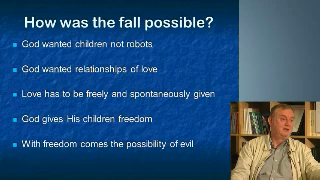 How was the fall possible?
God wanted children not robots
God wanted relationships of love
Love has to be freely and spontaneously given
God gives His children freedom
With freedom comes the possibility of evil